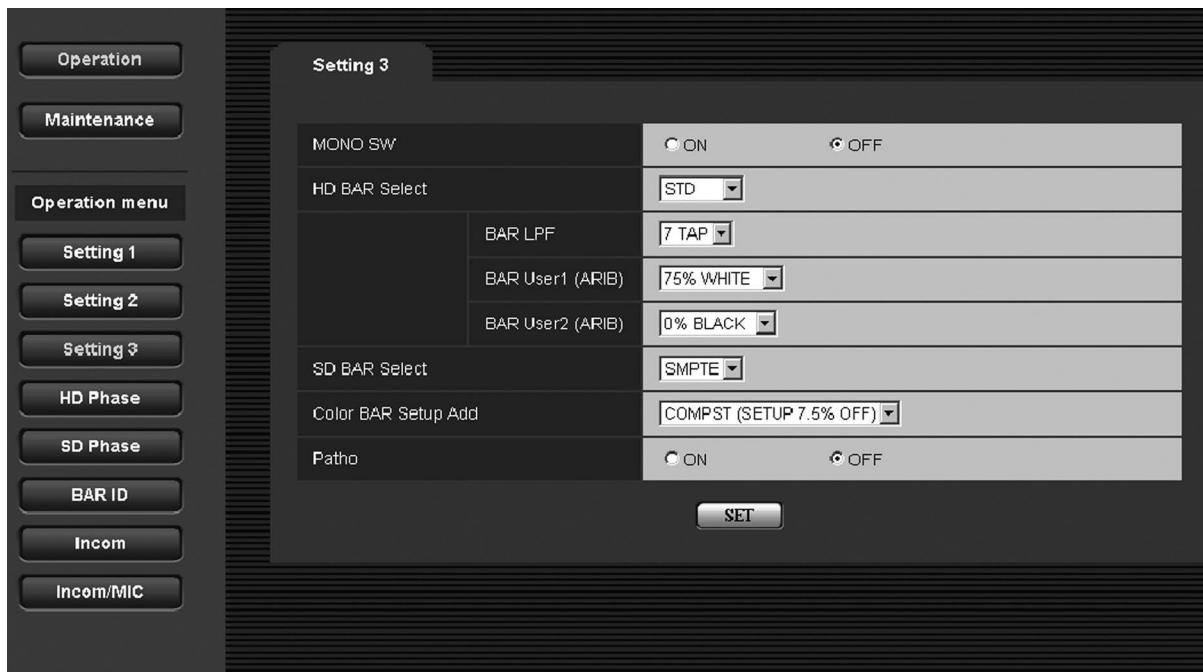 Operation
Maintenance
Operation menu
Setting 1
Setting 2
Setting 3
HD Phase
SD Phase
BAR ID
Incom
Incom/MIC
Setting 3
MONO SW ON OFF
HD BAR Select STD
BAR LPF 7 TAP
BAR User1 (ARIB) 75% WHITE
BAR User2 (ARIB) 0% BLACK
SD BAR Select SMPTE
Color BAR Setup Add COMPST (SETUP 7.5% OFF)
Patho ON OFF
SET